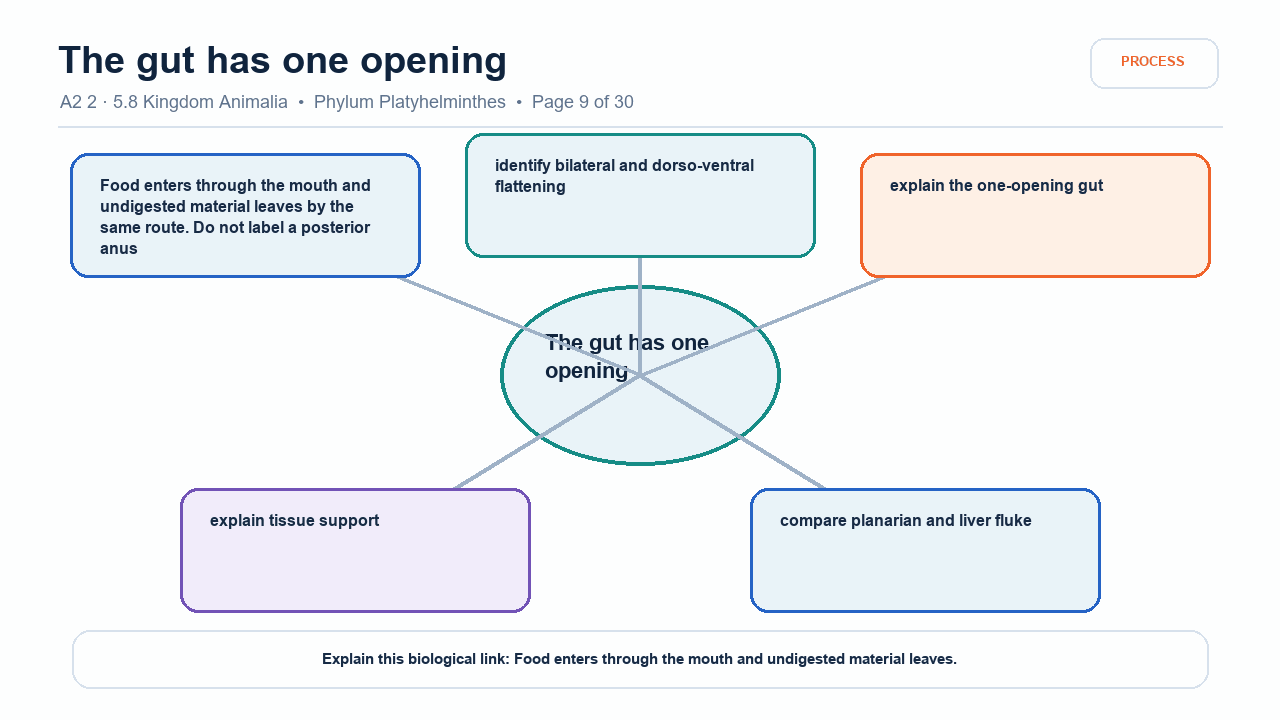 The gut has one opening
PROCESS
A2 2 · 5.8 Kingdom Animalia • Phylum Platyhelminthes • Page 9 of 30
Food enters through the mouth and
undigested material leaves by the
same route. Do not label a posterior
anus
identify bilateral and dorso-ventral
flattening
explain the one-opening gut
The gut has one
opening
explain tissue support
compare planarian and liver fluke
Explain this biological link: Food enters through the mouth and undigested material leaves.